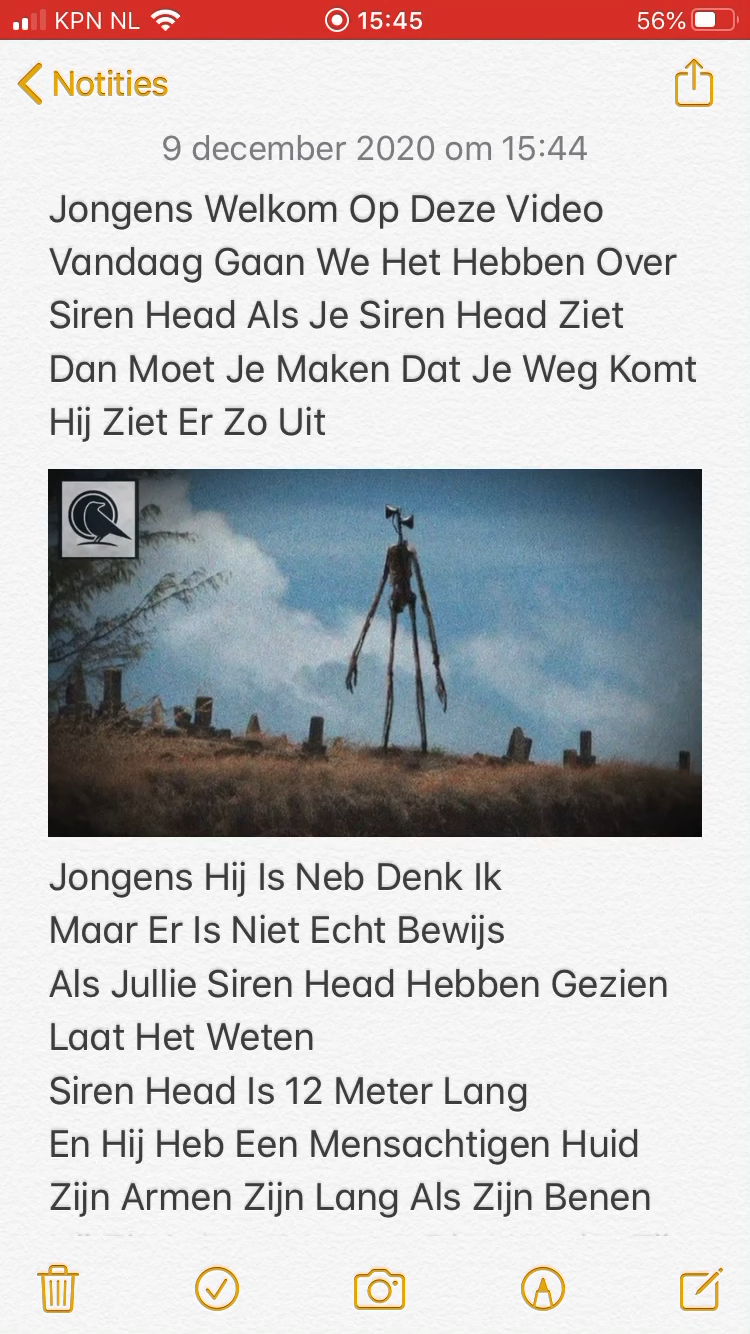 KPN NL 15:45 56%
Notities
9 december 2020 om 15:44
Jongens Welkom Op Deze Video
Vandaag Gaan We Het Hebben Over
Siren Head Als Je Siren Head Ziet
Dan Moet Je Maken Dat Je Weg Komt
Hij Ziet Er Zo Uit
Jongens Hij Is Neb Denk Ik
Maar Er Is Niet Echt Bewijs
Als Jullie Siren Head Hebben Gezien
Laat Het Weten
Siren Head Is 12 Meter Lang
En Hij Heb Een Mensachtigen Huid
Zijn Armen Zijn Lang Als Zijn Benen